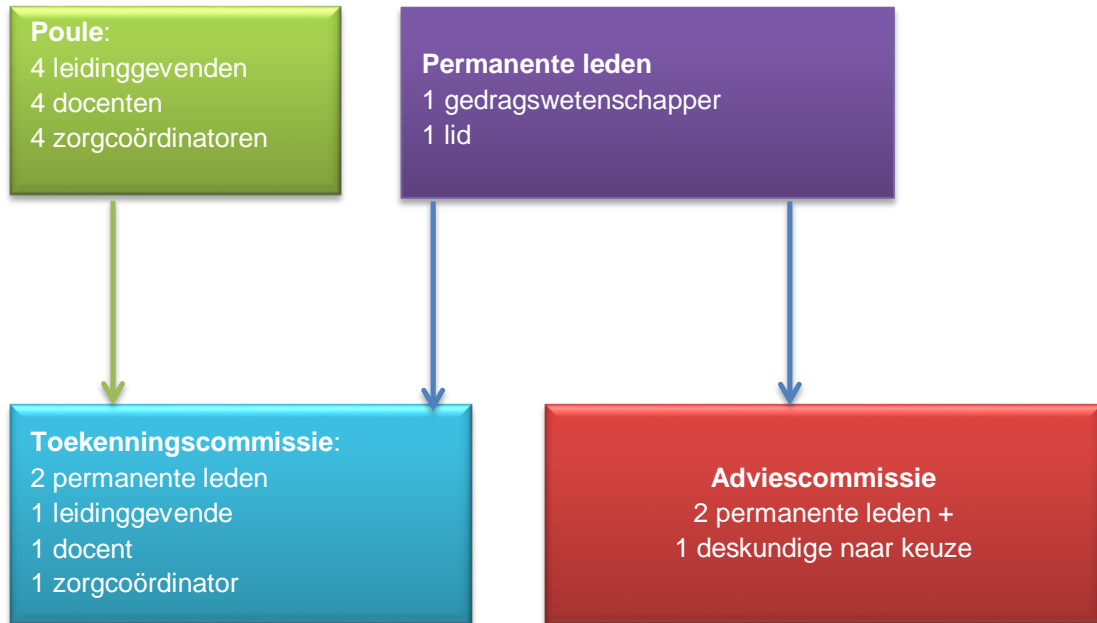 Poule:
4 leidinggevenden
4 docenten
4 zorgcoördinatoren
Permanente leden
1 gedragswetenschapper
1 lid
Toekenningscommissie:
2 permanente leden
1 leidinggevende
1 docent
1 zorgcoördinator
Adviescommissie
2 permanente leden +
1 deskundige naar keuze